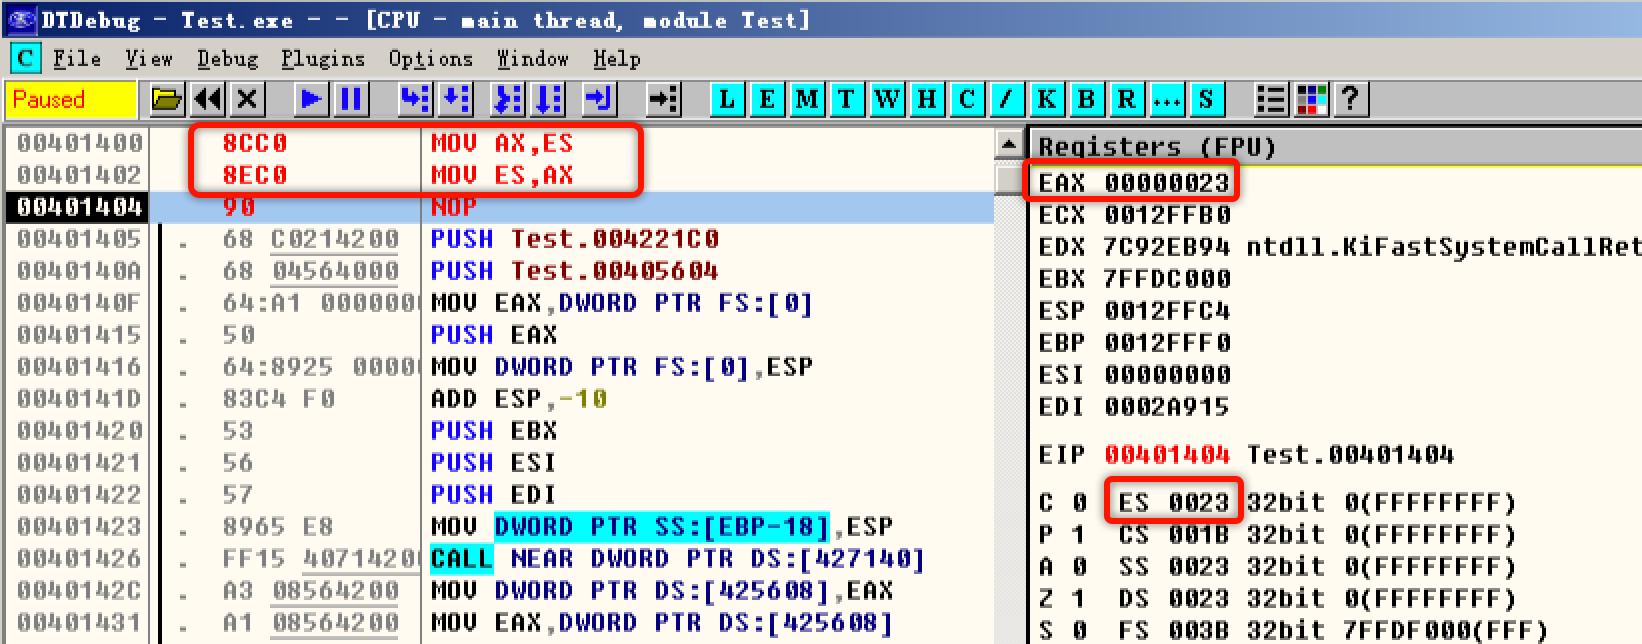 DTDebug - Test.exe - - [CPU - main thread, module Test]
C File View Debug Plugins Options Window Help
Paused L E M T W H C / K B R ... S ?
00401400 8CC0 MOV AX,ES
00401402 8EC0 MOV ES,AX
00401404 90 NOP
00401405 . 68 C0214200 PUSH Test.004221C0
0040140A . 68 04564000 PUSH Test.00405604
0040140F . 64:A1 0000000 MOV EAX,DWORD PTR FS:[0]
00401415 . 50 PUSH EAX
00401416 . 64:8925 0000 MOV DWORD PTR FS:[0],ESP
0040141D . 83C4 F0 ADD ESP,-10
00401420 . 53 PUSH EBX
00401421 . 56 PUSH ESI
00401422 . 57 PUSH EDI
00401423 . 8965 E8 MOV DWORD PTR SS:[EBP-18],ESP
00401426 . FF15 4071420 CALL NEAR DWORD PTR DS:[427140]
0040142C . A3 08564200 MOV DWORD PTR DS:[425608],EAX
00401431 . A1 08564200 MOV EAX,DWORD PTR DS:[425608]
Registers (FPU)
EAX 00000023
ECX 0012FFB0
EDX 7C92EB94 ntdll.KiFastSystemCallRet
EBX 7FFDC000
ESP 0012FFC4
EBP 0012FFF0
ESI 00000000
EDI 0002A915
EIP 00401404 Test.00401404
C 0 ES 0023 32bit 0(FFFFFFFF)
P 1 CS 001B 32bit 0(FFFFFFFF)
A 0 SS 0023 32bit 0(FFFFFFFF)
Z 1 DS 0023 32bit 0(FFFFFFFF)
S 0 FS 003B 32bit 7FFDF000(FFF)